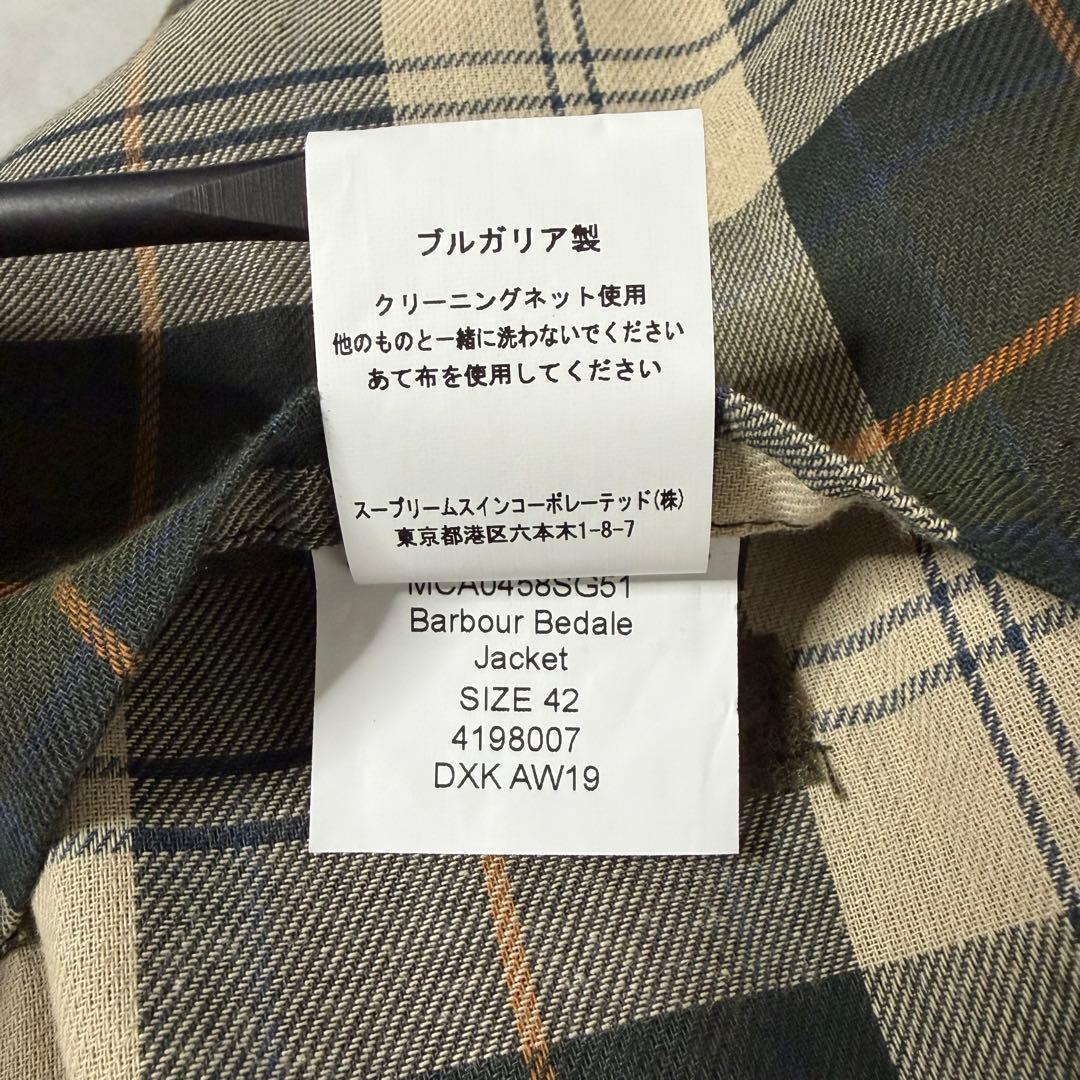 ブルガリア製
クリーニングネット使用
他のものと一緒に洗わないでください
あて布を使用してください
スープリームスインコーポレーテッド(株)
東京都港区六本木1-8-7
MCA0458SG51
Barbour Bedale
Jacket
SIZE 42
4198007
DXK AW19